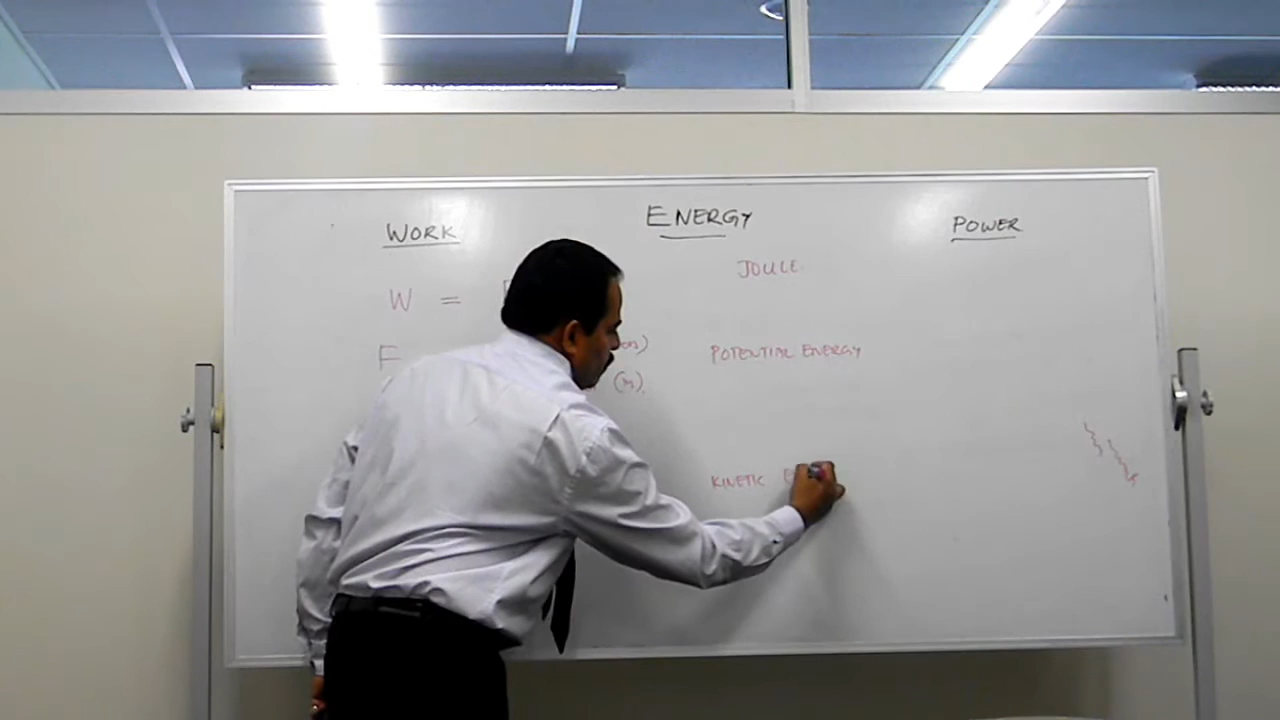 WORK
W =
F
(m).
ENERGY
JOULE.
POTENTIAL ENERGY
KINETIC
POWER